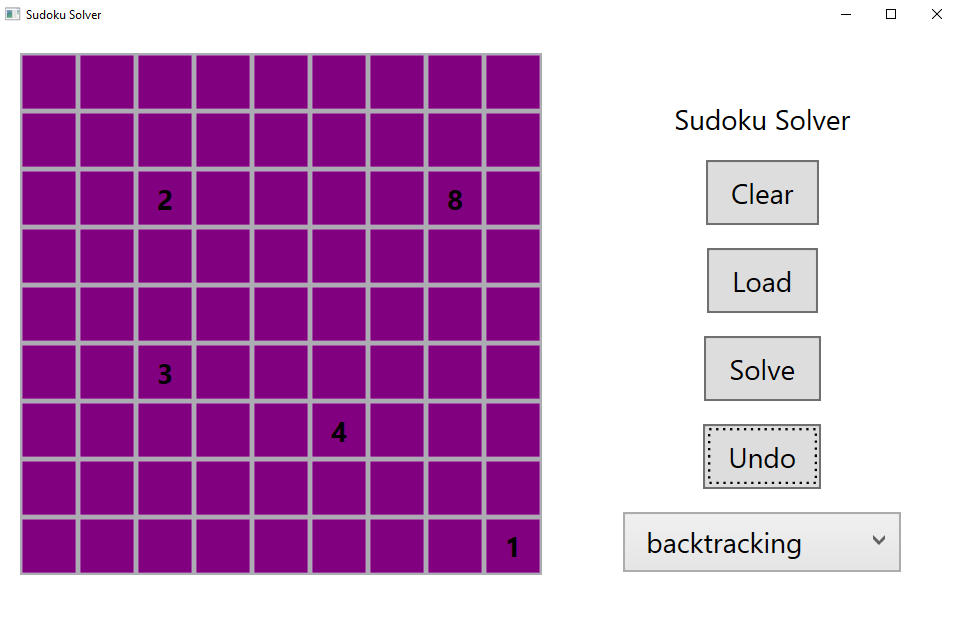 Sudoku Solver
Sudoku Solver
Clear
2 8
Load
3
Solve
4
Undo
1
backtracking